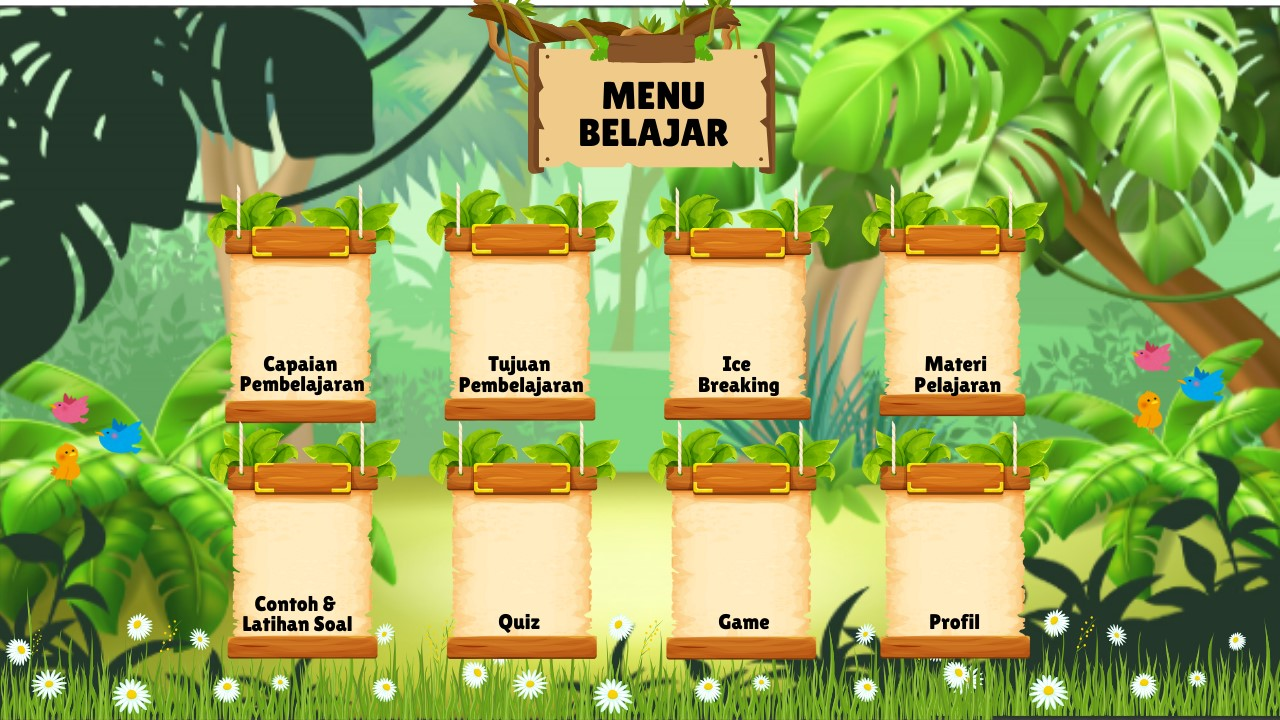 MENU
BELAJAR
Capaian
Pembelajaran
Tujuan
Pembelajaran
Ice
Breaking
Materi
Pelajaran
Contoh &
Latihan Soal
Quiz
Game
Profil